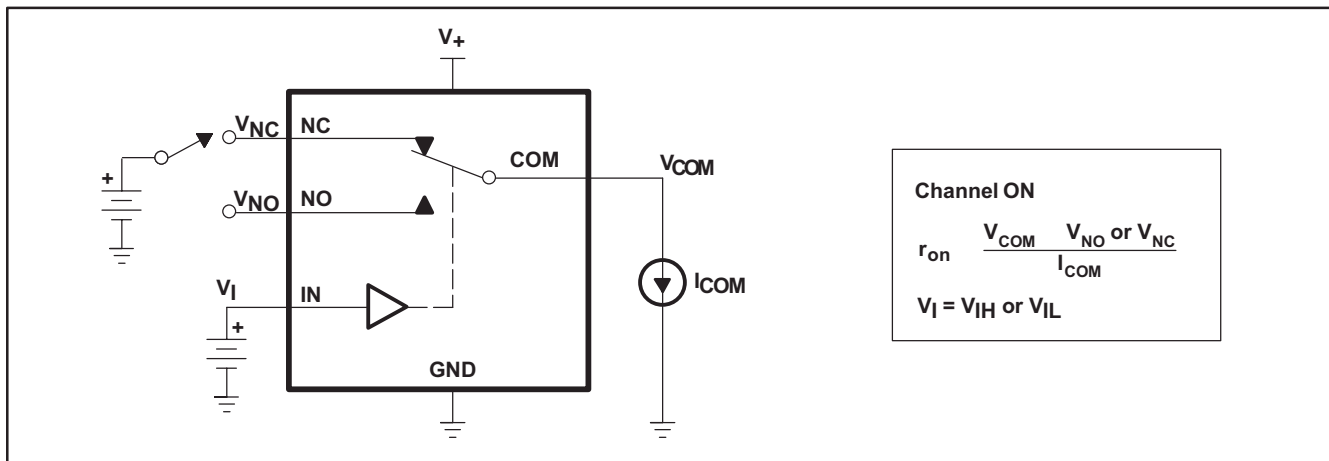 V+
VNC NC
COM
VCOM
+
VNO NO
VI IN
ICOM
+
GND
Channel ON
ron VCOM VNO or VNC
ICOM
VI = VIH or VIL